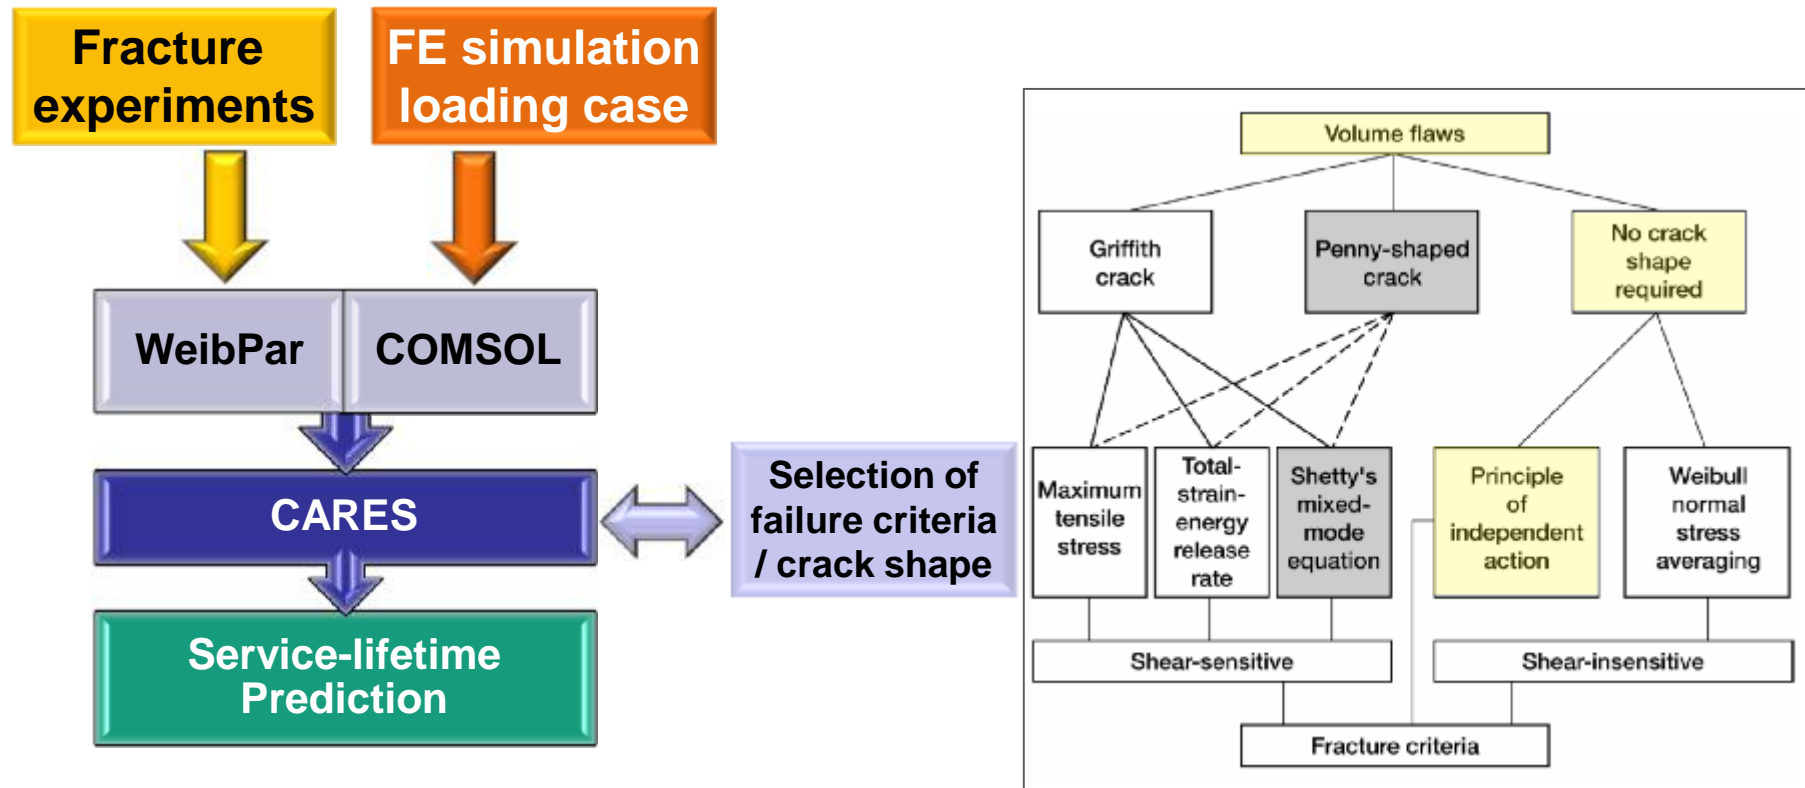 Fracture
experiments
FE simulation
loading case
WeibPar
COMSOL
CARES
Selection of
failure criteria
/ crack shape
Service-lifetime
Prediction
Volume flaws
Griffith
crack
Penny-shaped
crack
No crack
shape
required
Maximum
tensile
stress
Total-
strain-
energy
release
rate
Shetty's
mixed-
mode
equation
Principle
of
independent
action
Weibull
normal
stress
averaging
Shear-sensitive
Shear-insensitive
Fracture criteria